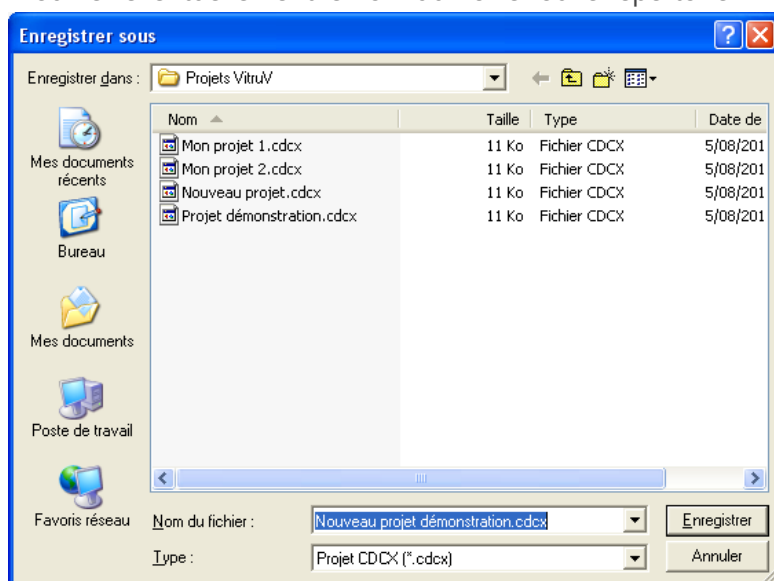 Enregistrer sous
Enregistrer dans :
Projets VitruV
Nom Taille Type Date de
Mon projet 1.cdcx 11 Ko Fichier CDCX 5/08/201
Mon projet 2.cdcx 11 Ko Fichier CDCX 5/08/201
Nouveau projet.cdcx 11 Ko Fichier CDCX 5/08/201
Projet démonstration.cdcx 11 Ko Fichier CDCX 5/08/201
Mes documents
récents
Bureau
Mes documents
Poste de travail
Favoris réseau
Nom du fichier : Nouveau projet démonstration.cdcx Enregistrer
Type : Projet CDCX (*.cdcx) Annuler